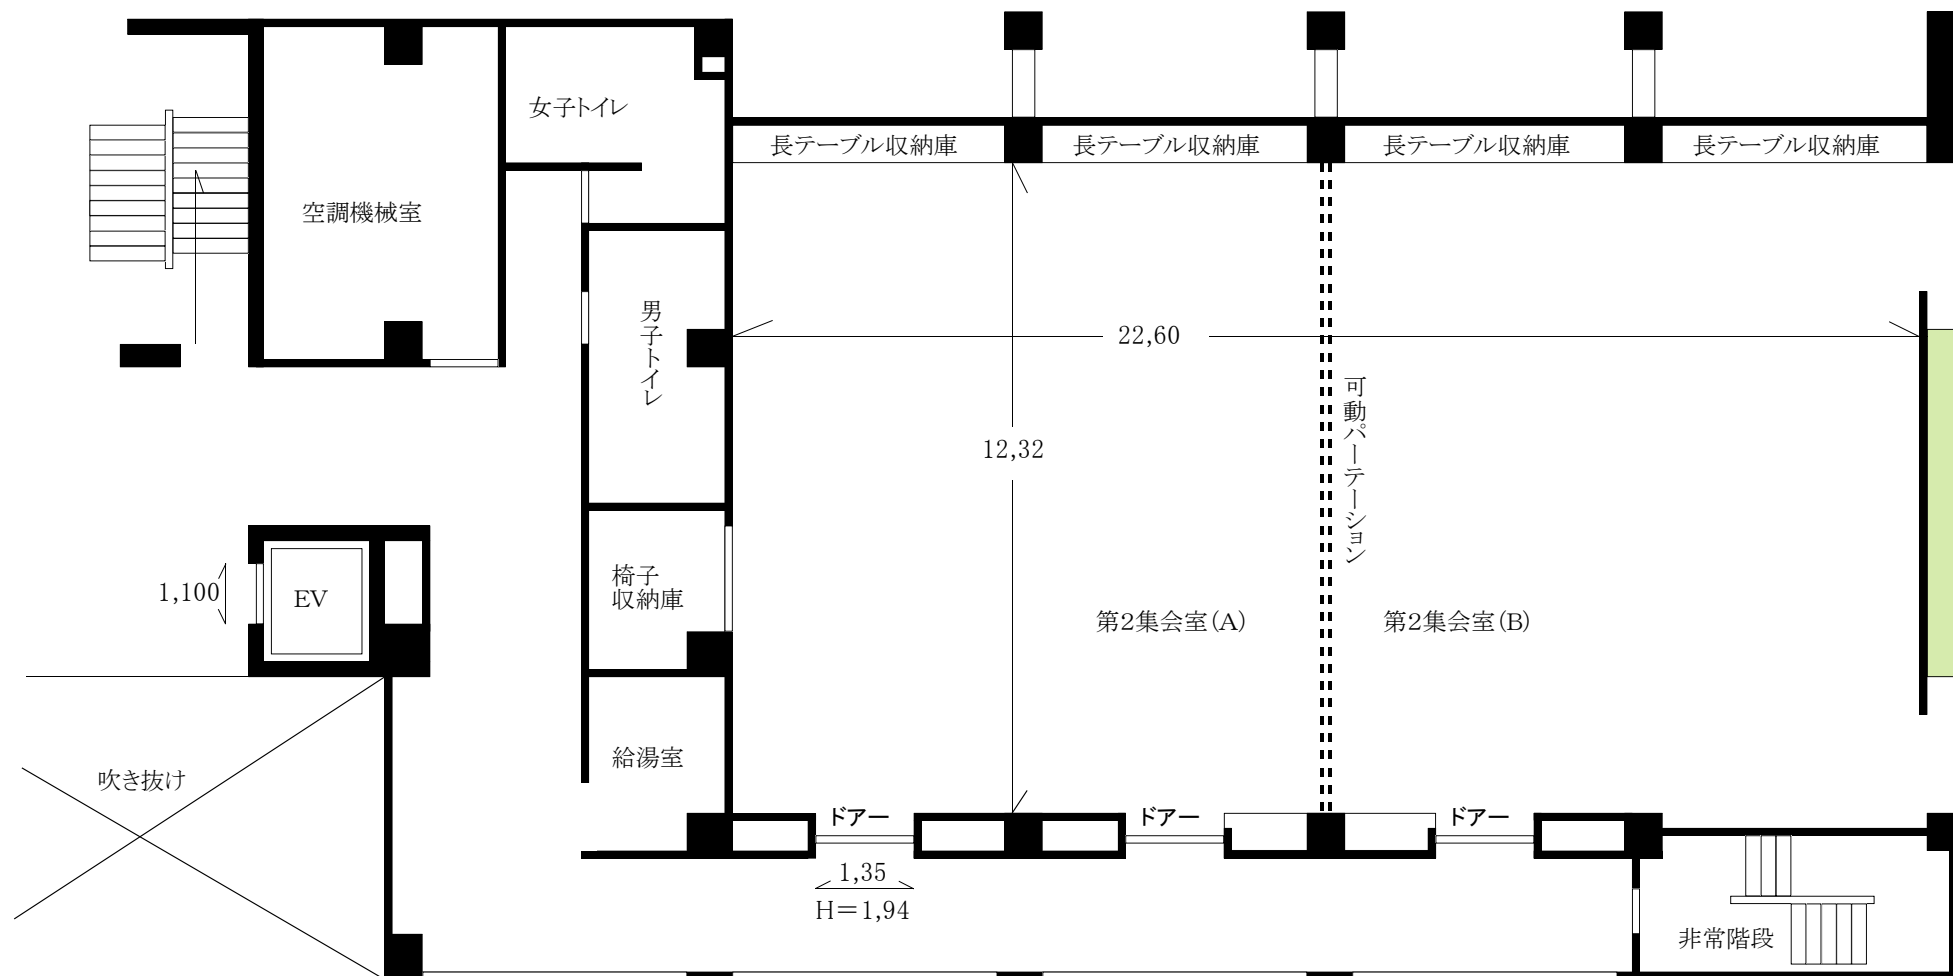 女子トイレ
長テーブル収納庫
長テーブル収納庫
長テーブル収納庫
長テーブル収納庫
空調機械室
男子トイレ
22,60
可動パーテーション
12,32
椅子
収納庫
1,100
EV
第2集会室(A)
第2集会室(B)
給湯室
吹き抜け
ドアー
ドアー
ドアー
1,35
H＝1,94
非常階段